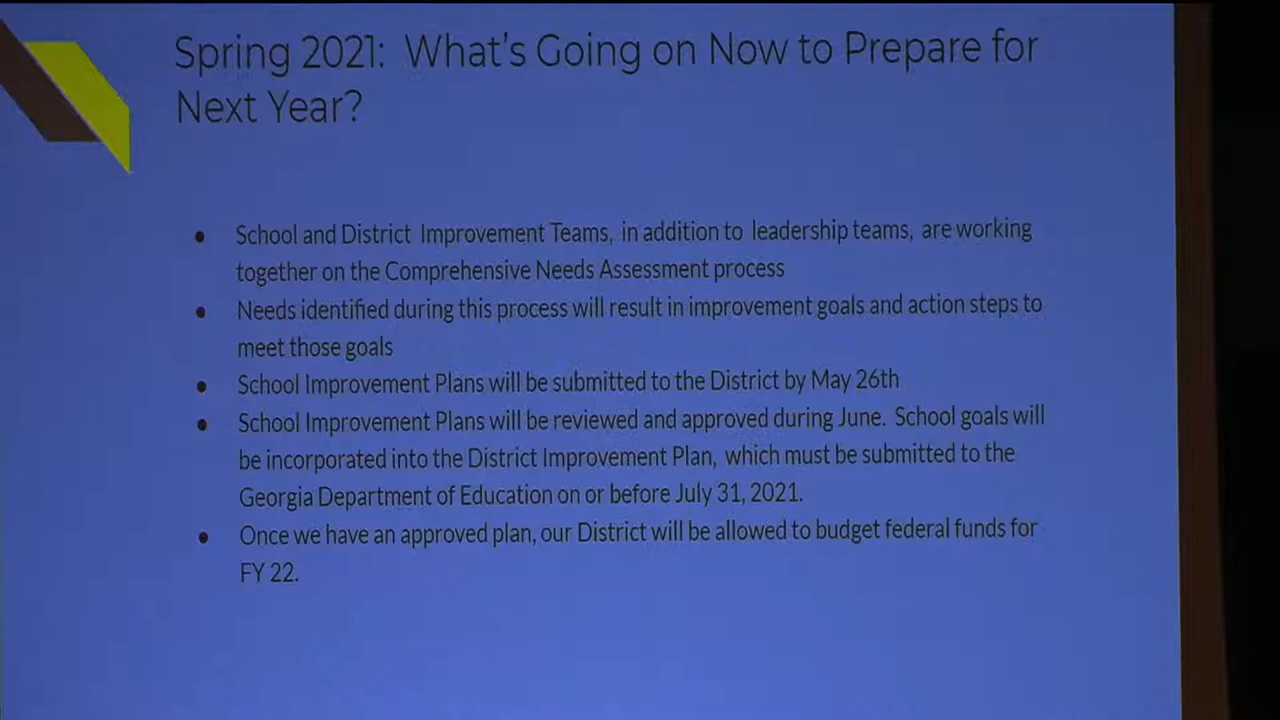 Spring 2021: What's Going on Now to Prepare for
Next Year?
● School and District Improvement Teams, in addition to leadership teams, are working
together on the Comprehensive Needs Assessment process
● Needs identified during this process will result in improvement goals and action steps to
meet those goals
● School Improvement Plans will be submitted to the District by May 26th
● School Improvement Plans will be reviewed and approved during June. School goals will
be incorporated into the District Improvement Plan, which must be submitted to the
Georgia Department of Education on or before July 31, 2021.
● Once we have an approved plan, our District will be allowed to budget federal funds for
FY 22.